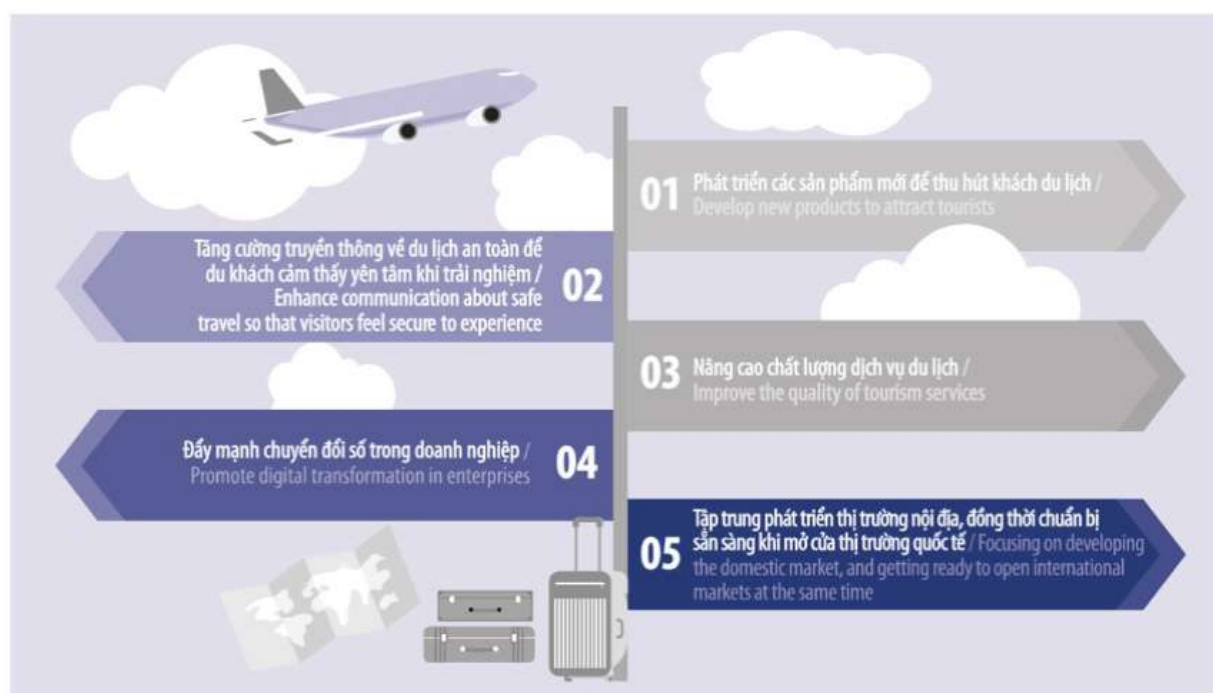 01
Phát triển các sản phẩm mới để thu hút khách du lịch /
Develop new products to attract tourists
02
Tăng cường truyền thông về du lịch an toàn để
du khách cảm thấy yên tâm khi trải nghiệm /
Enhance communication about safe
travel so that visitors feel secure to experience
03
Nâng cao chất lượng dịch vụ du lịch /
Improve the quality of tourism services
04
Đẩy mạnh chuyển đổi số trong doanh nghiệp /
Promote digital transformation in enterprises
05
Tập trung phát triển thị trường nội địa, đồng thời chuẩn bị
sẵn sàng khi mở cửa thị trường quốc tế / Focusing on developing
the domestic market, and getting ready to open international
markets at the same time